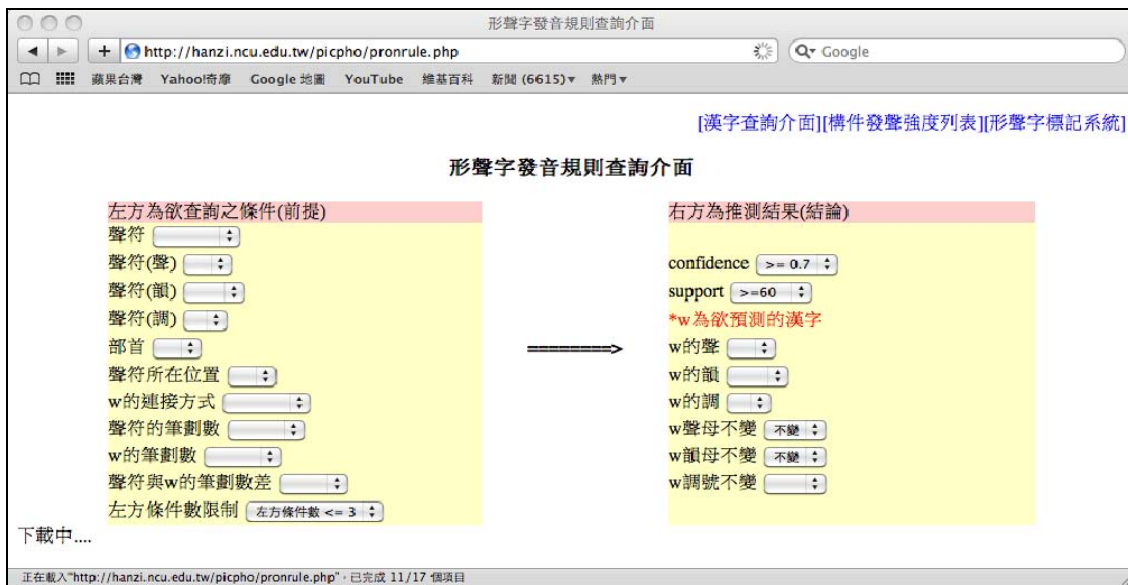 形聲字發音規則查詢介面
http://hanzi.ncu.edu.tw/picpho/pronrule.php
Google
蘋果台灣 Yahoo!奇摩 Google 地圖 YouTube 維基百科 新聞 (6615)▾ 熱門▾
[漢字查詢介面][構件發聲強度列表][形聲字標記系統]
形聲字發音規則查詢介面
左方為欲查詢之條件(前提)
聲符
聲符(聲)
聲符(韻)
聲符(調)
部首
聲符所在位置
w的連接方式
聲符的筆劃數
w的筆劃數
聲符與w的筆劃數差
左方條件數限制 左方條件數 <= 3
========>
右方為推測結果(結論)
confidence >= 0.7
support >=60
*w為欲預測的漢字
w的聲
w的韻
w的調
w聲母不變 不變
w韻母不變 不變
w調號不變
下載中....
正在載入"http://hanzi.ncu.edu.tw/picpho/pronrule.php"，已完成 11/17 個項目